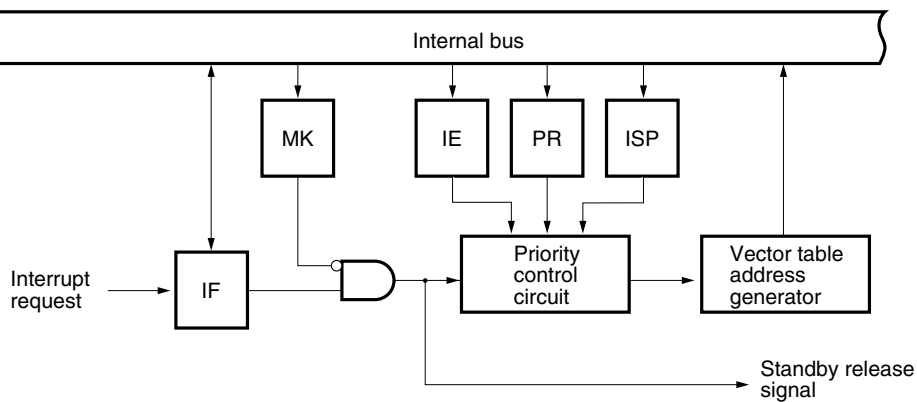 Internal bus
MK
IE
PR
ISP
Interrupt
request
IF
Priority
control
circuit
Vector table
address
generator
Standby release
signal